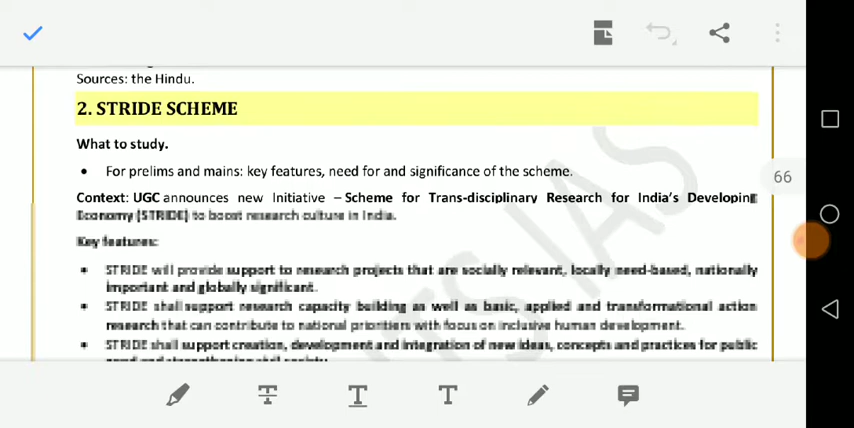 Sources: the Hindu.
2. STRIDE SCHEME
What to study.
• For prelims and mains: key features, need for and significance of the scheme.
66
Context: UGC announces new Initiative – Scheme for Trans-disciplinary Research for India's Developing
Economy (STRIDE) to boost research culture in India.
Key features:
• STRIDE will provide support to research projects that are socially relevant, locally need-based, nationally
important and globally significant.
• STRIDE shall support research capacity building as well as basic, applied and transformational action
research that can contribute to national priorities with focus on inclusive human development.
• STRIDE shall support creation, development and integration of new ideas, concepts and practices for public
IAS
T
T
T